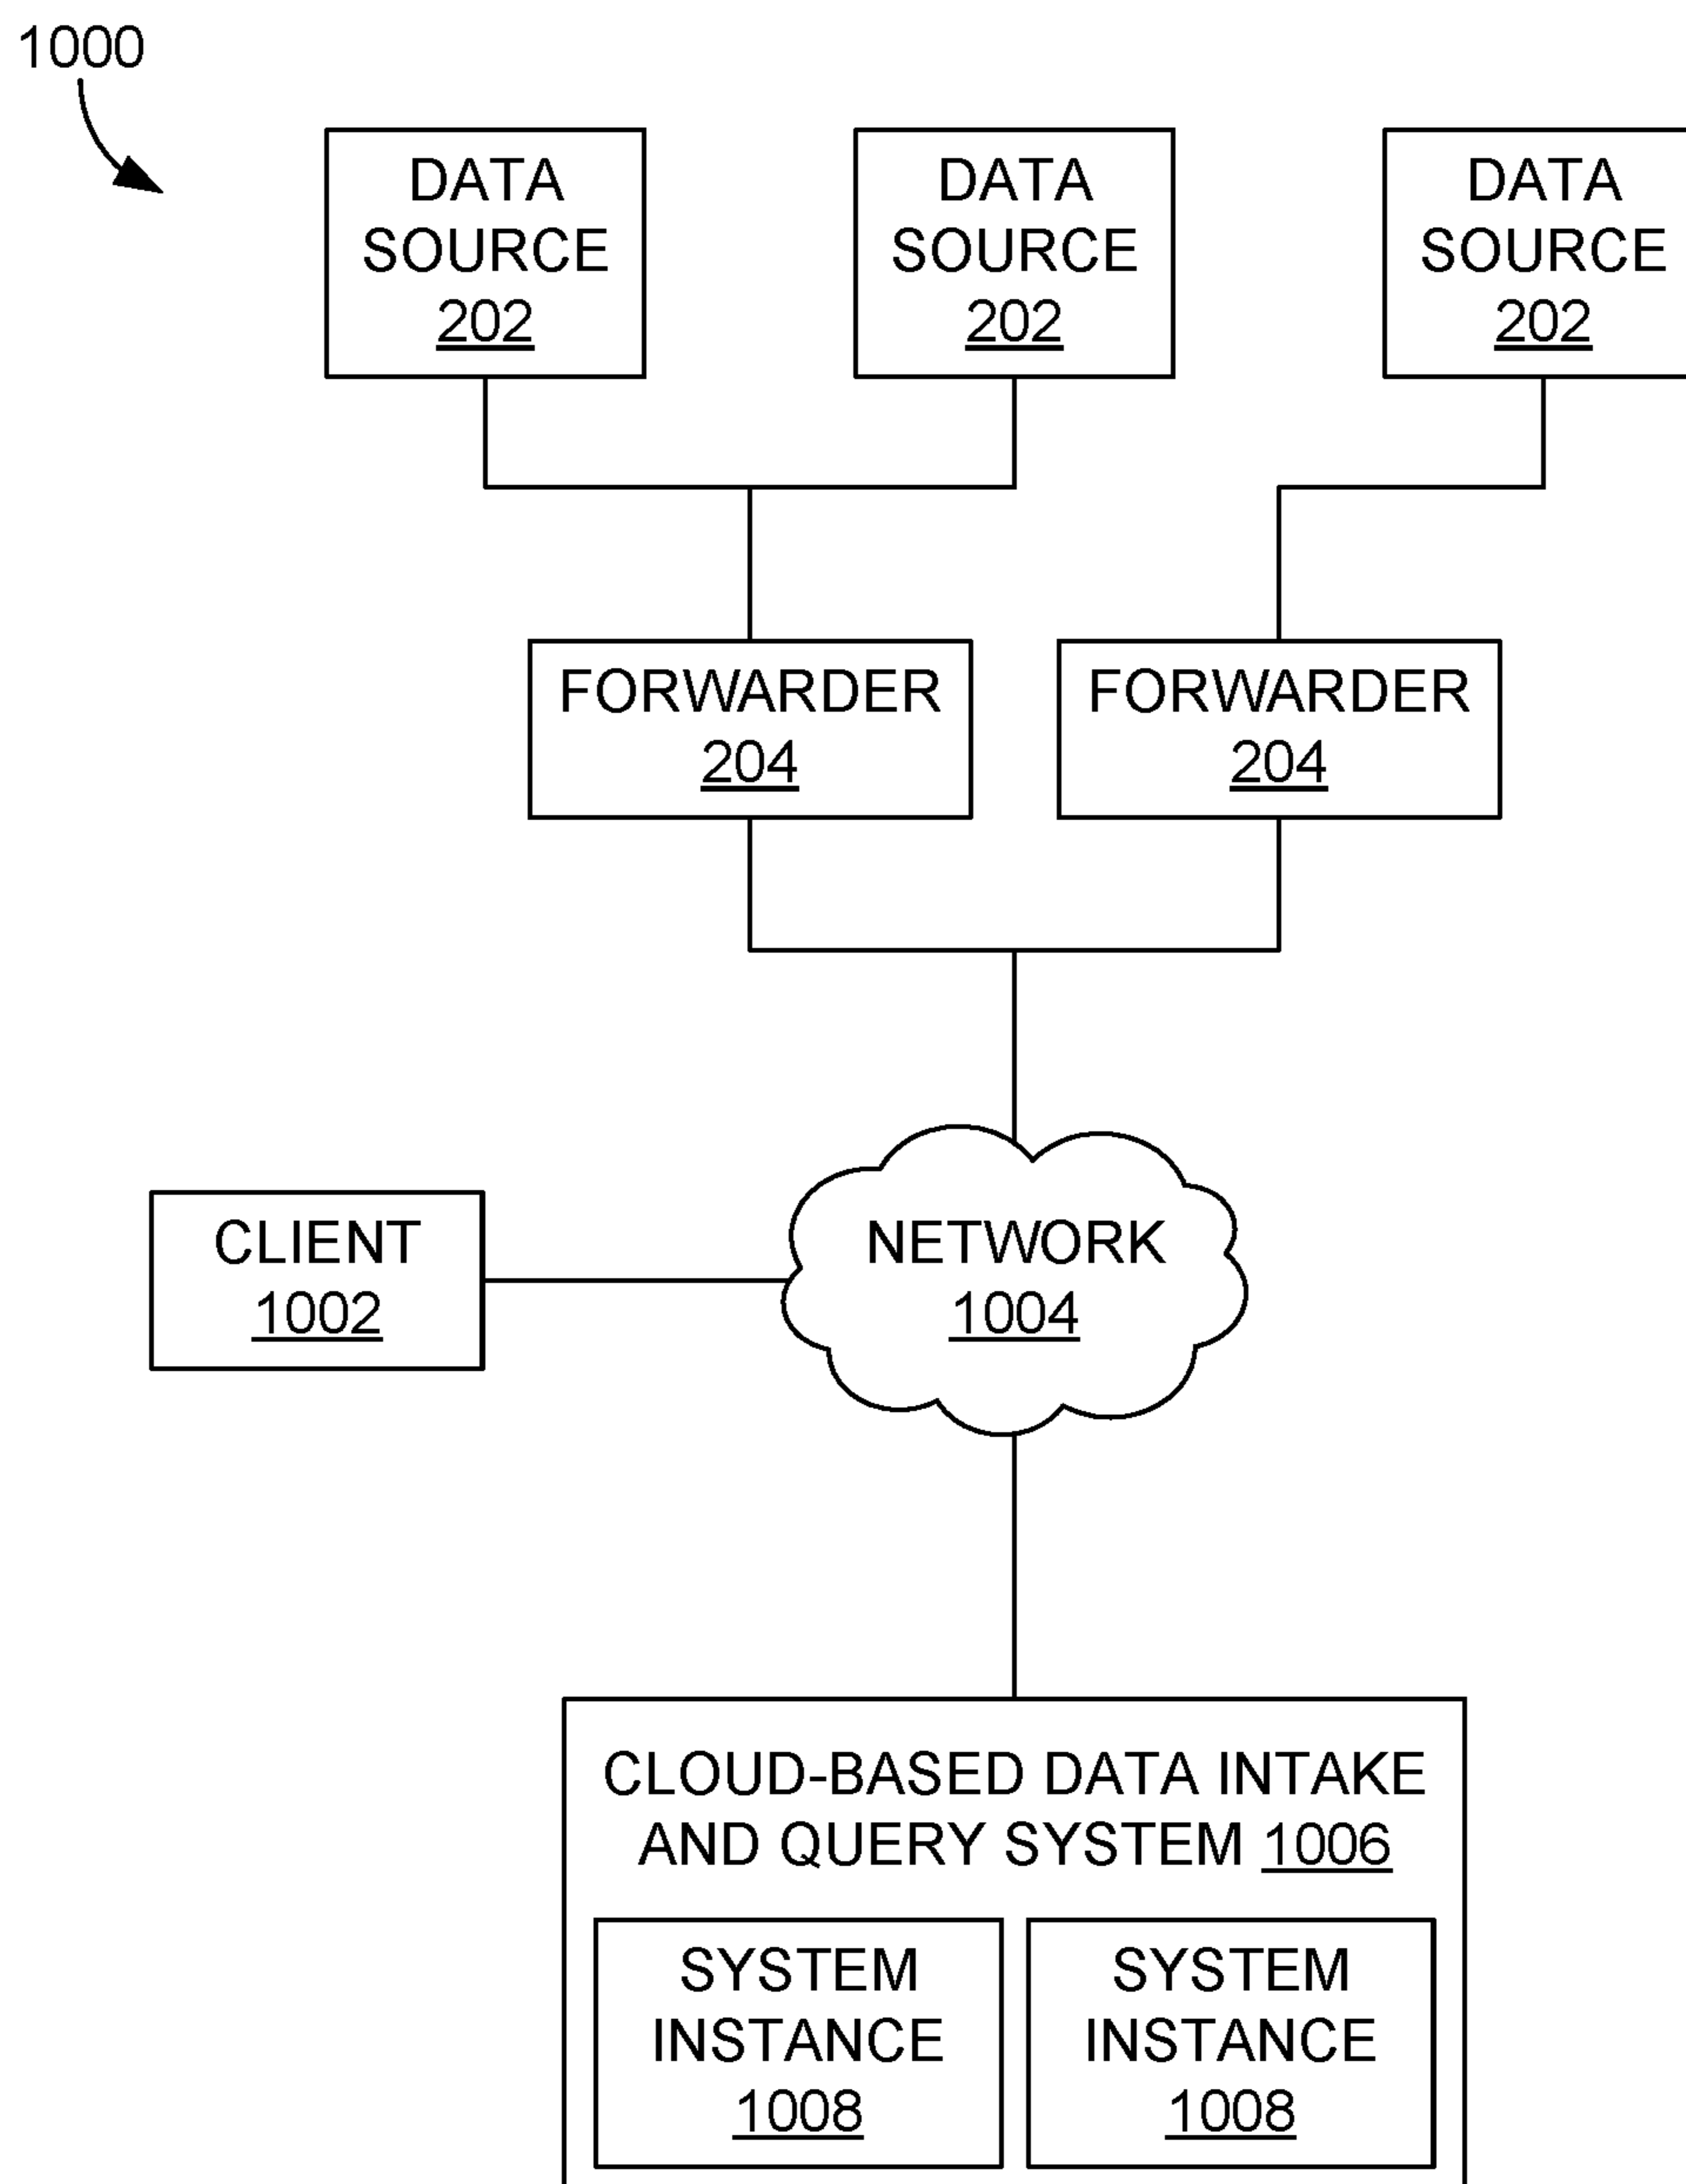 1000
DATA
SOURCE
202
DATA
SOURCE
202
DATA
SOURCE
202
FORWARDER
204
FORWARDER
204
CLIENT
1002
NETWORK
1004
CLOUD-BASED DATA INTAKE
AND QUERY SYSTEM 1006
SYSTEM
INSTANCE
1008
SYSTEM
INSTANCE
1008